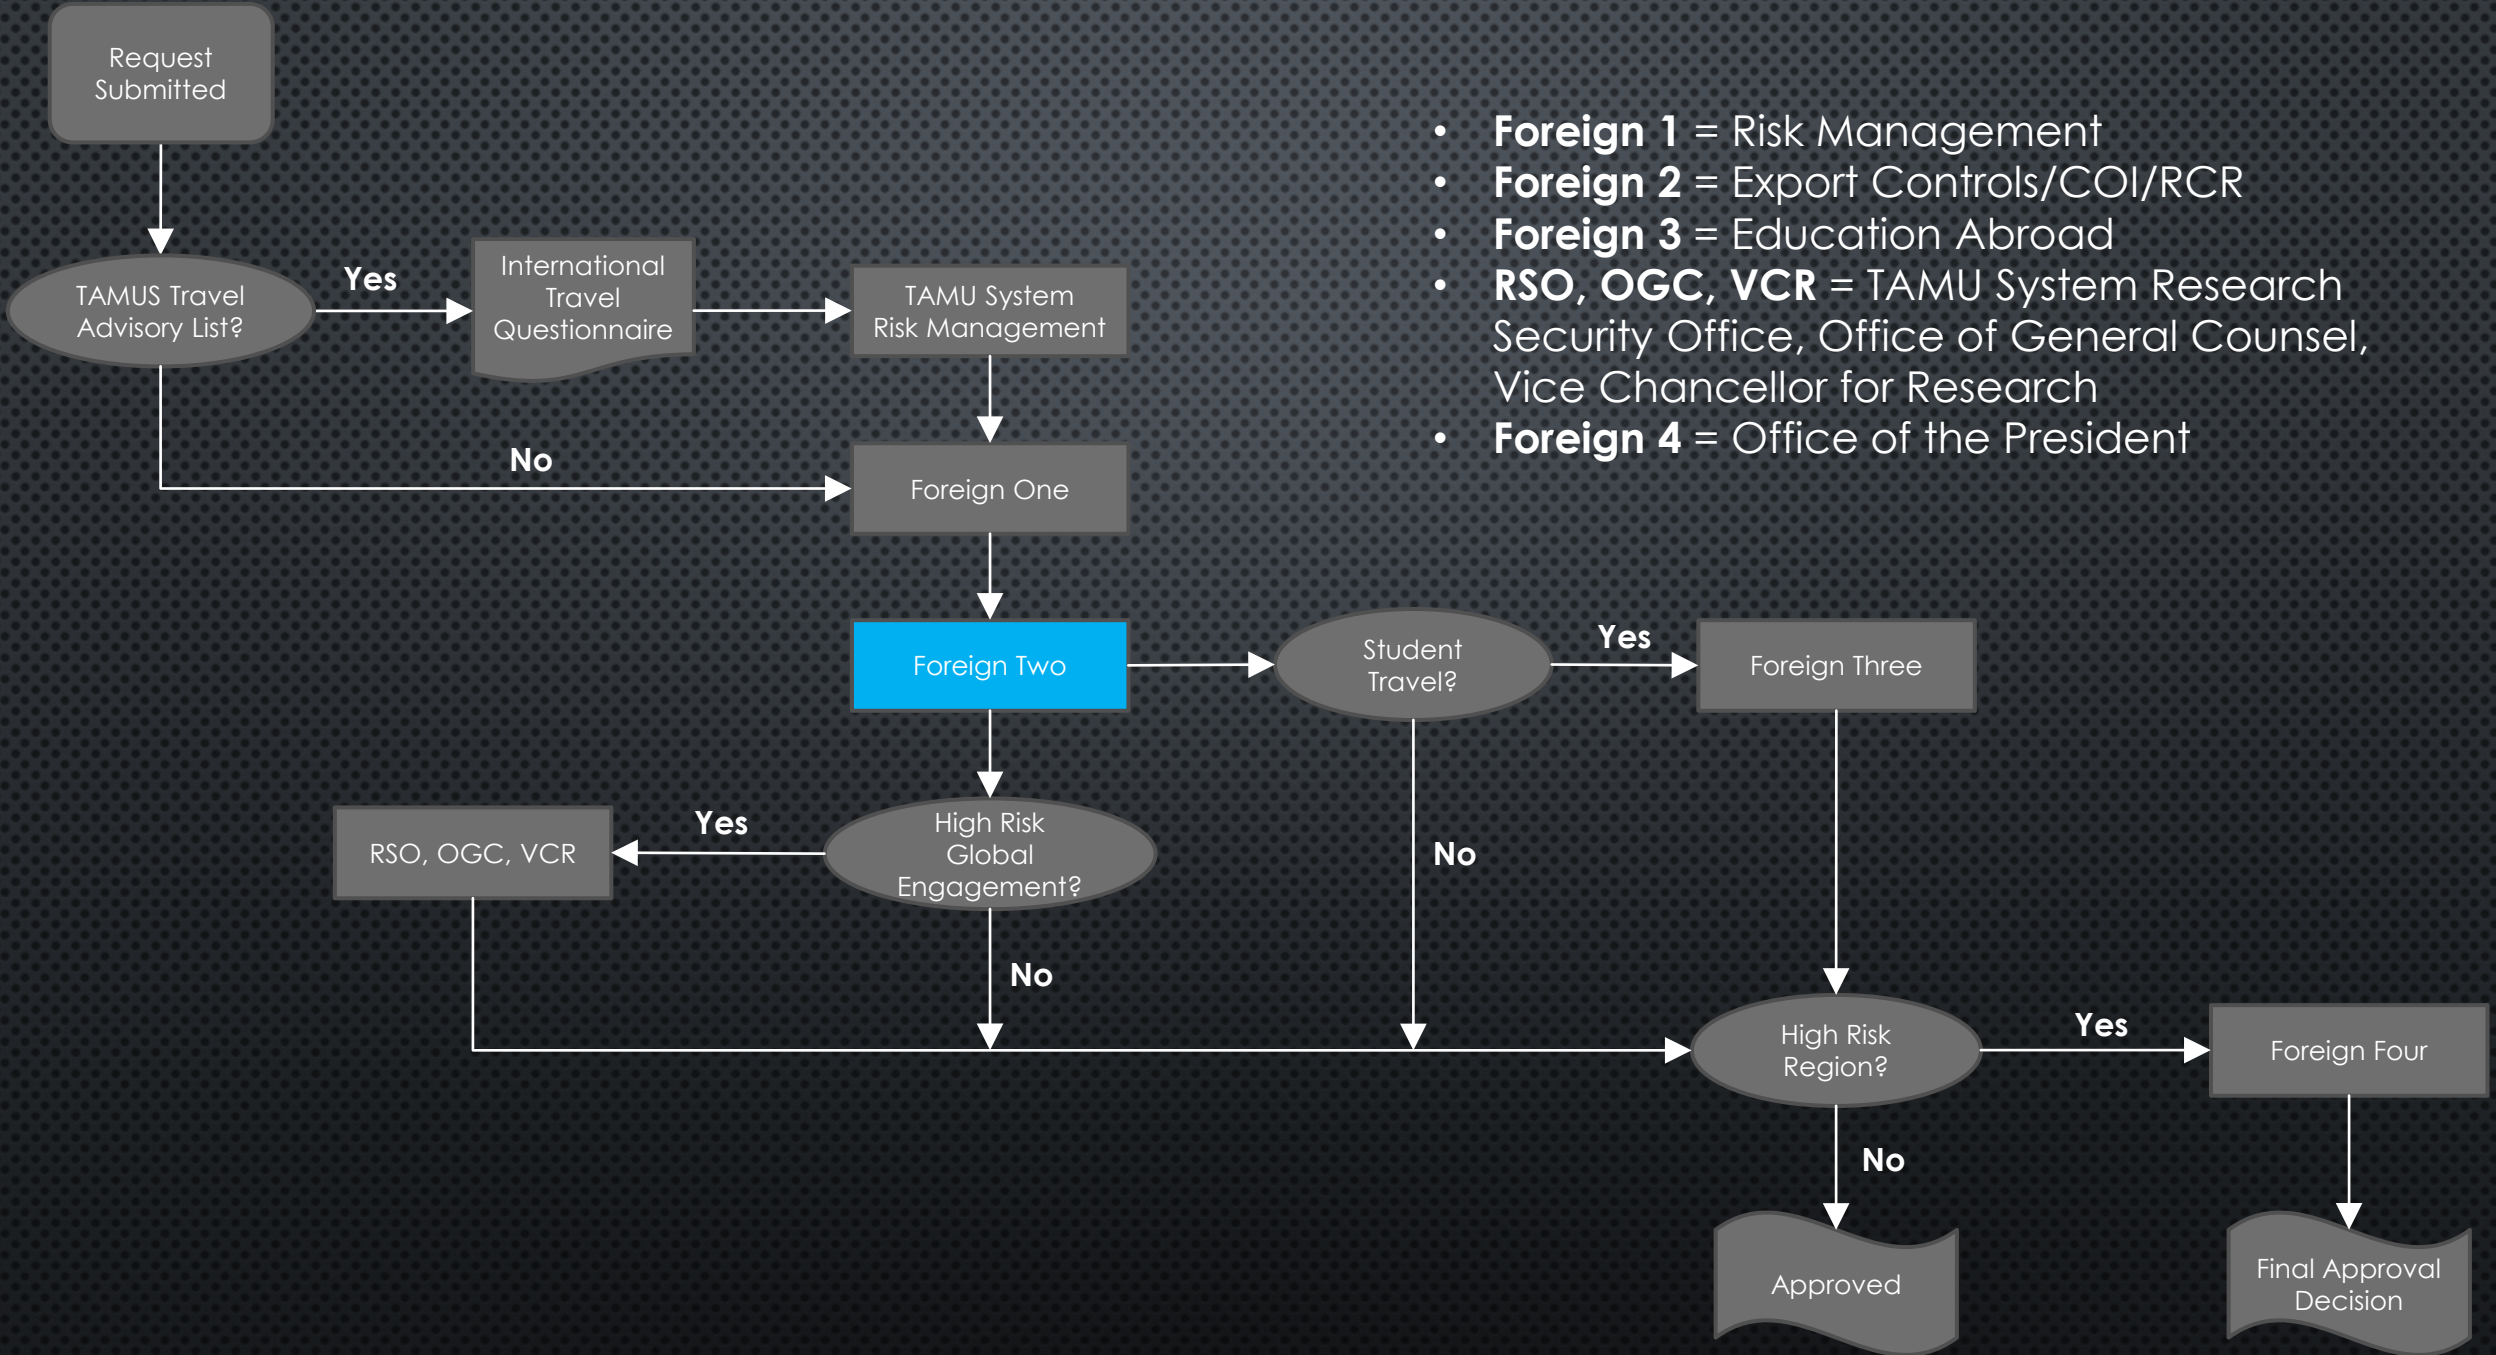 Request
Submitted
• Foreign 1 = Risk Management
• Foreign 2 = Export Controls/COI/RCR
• Foreign 3 = Education Abroad
• RSO, OGC, VCR = TAMU System Research
Security Office, Office of General Counsel,
Vice Chancellor for Research
• Foreign 4 = Office of the President
TAMUS Travel
Advisory List?
Yes
International
Travel
Questionnaire
TAMU System
Risk Management
No
Foreign One
Foreign Two
Student
Travel?
Yes
Foreign Three
RSO, OGC, VCR
Yes
High Risk
Global
Engagement?
No
No
High Risk
Region?
Yes
Foreign Four
No
Approved
Final Approval
Decision